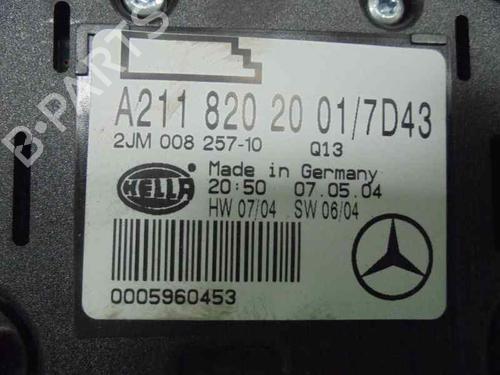 B-PARTS
A211 820 20 01/7D43
2JM 008 257-10 Q13
Made in Germany
HELLA
20:50 07.05.04
HW 07/04 SW 06/04
0005960453